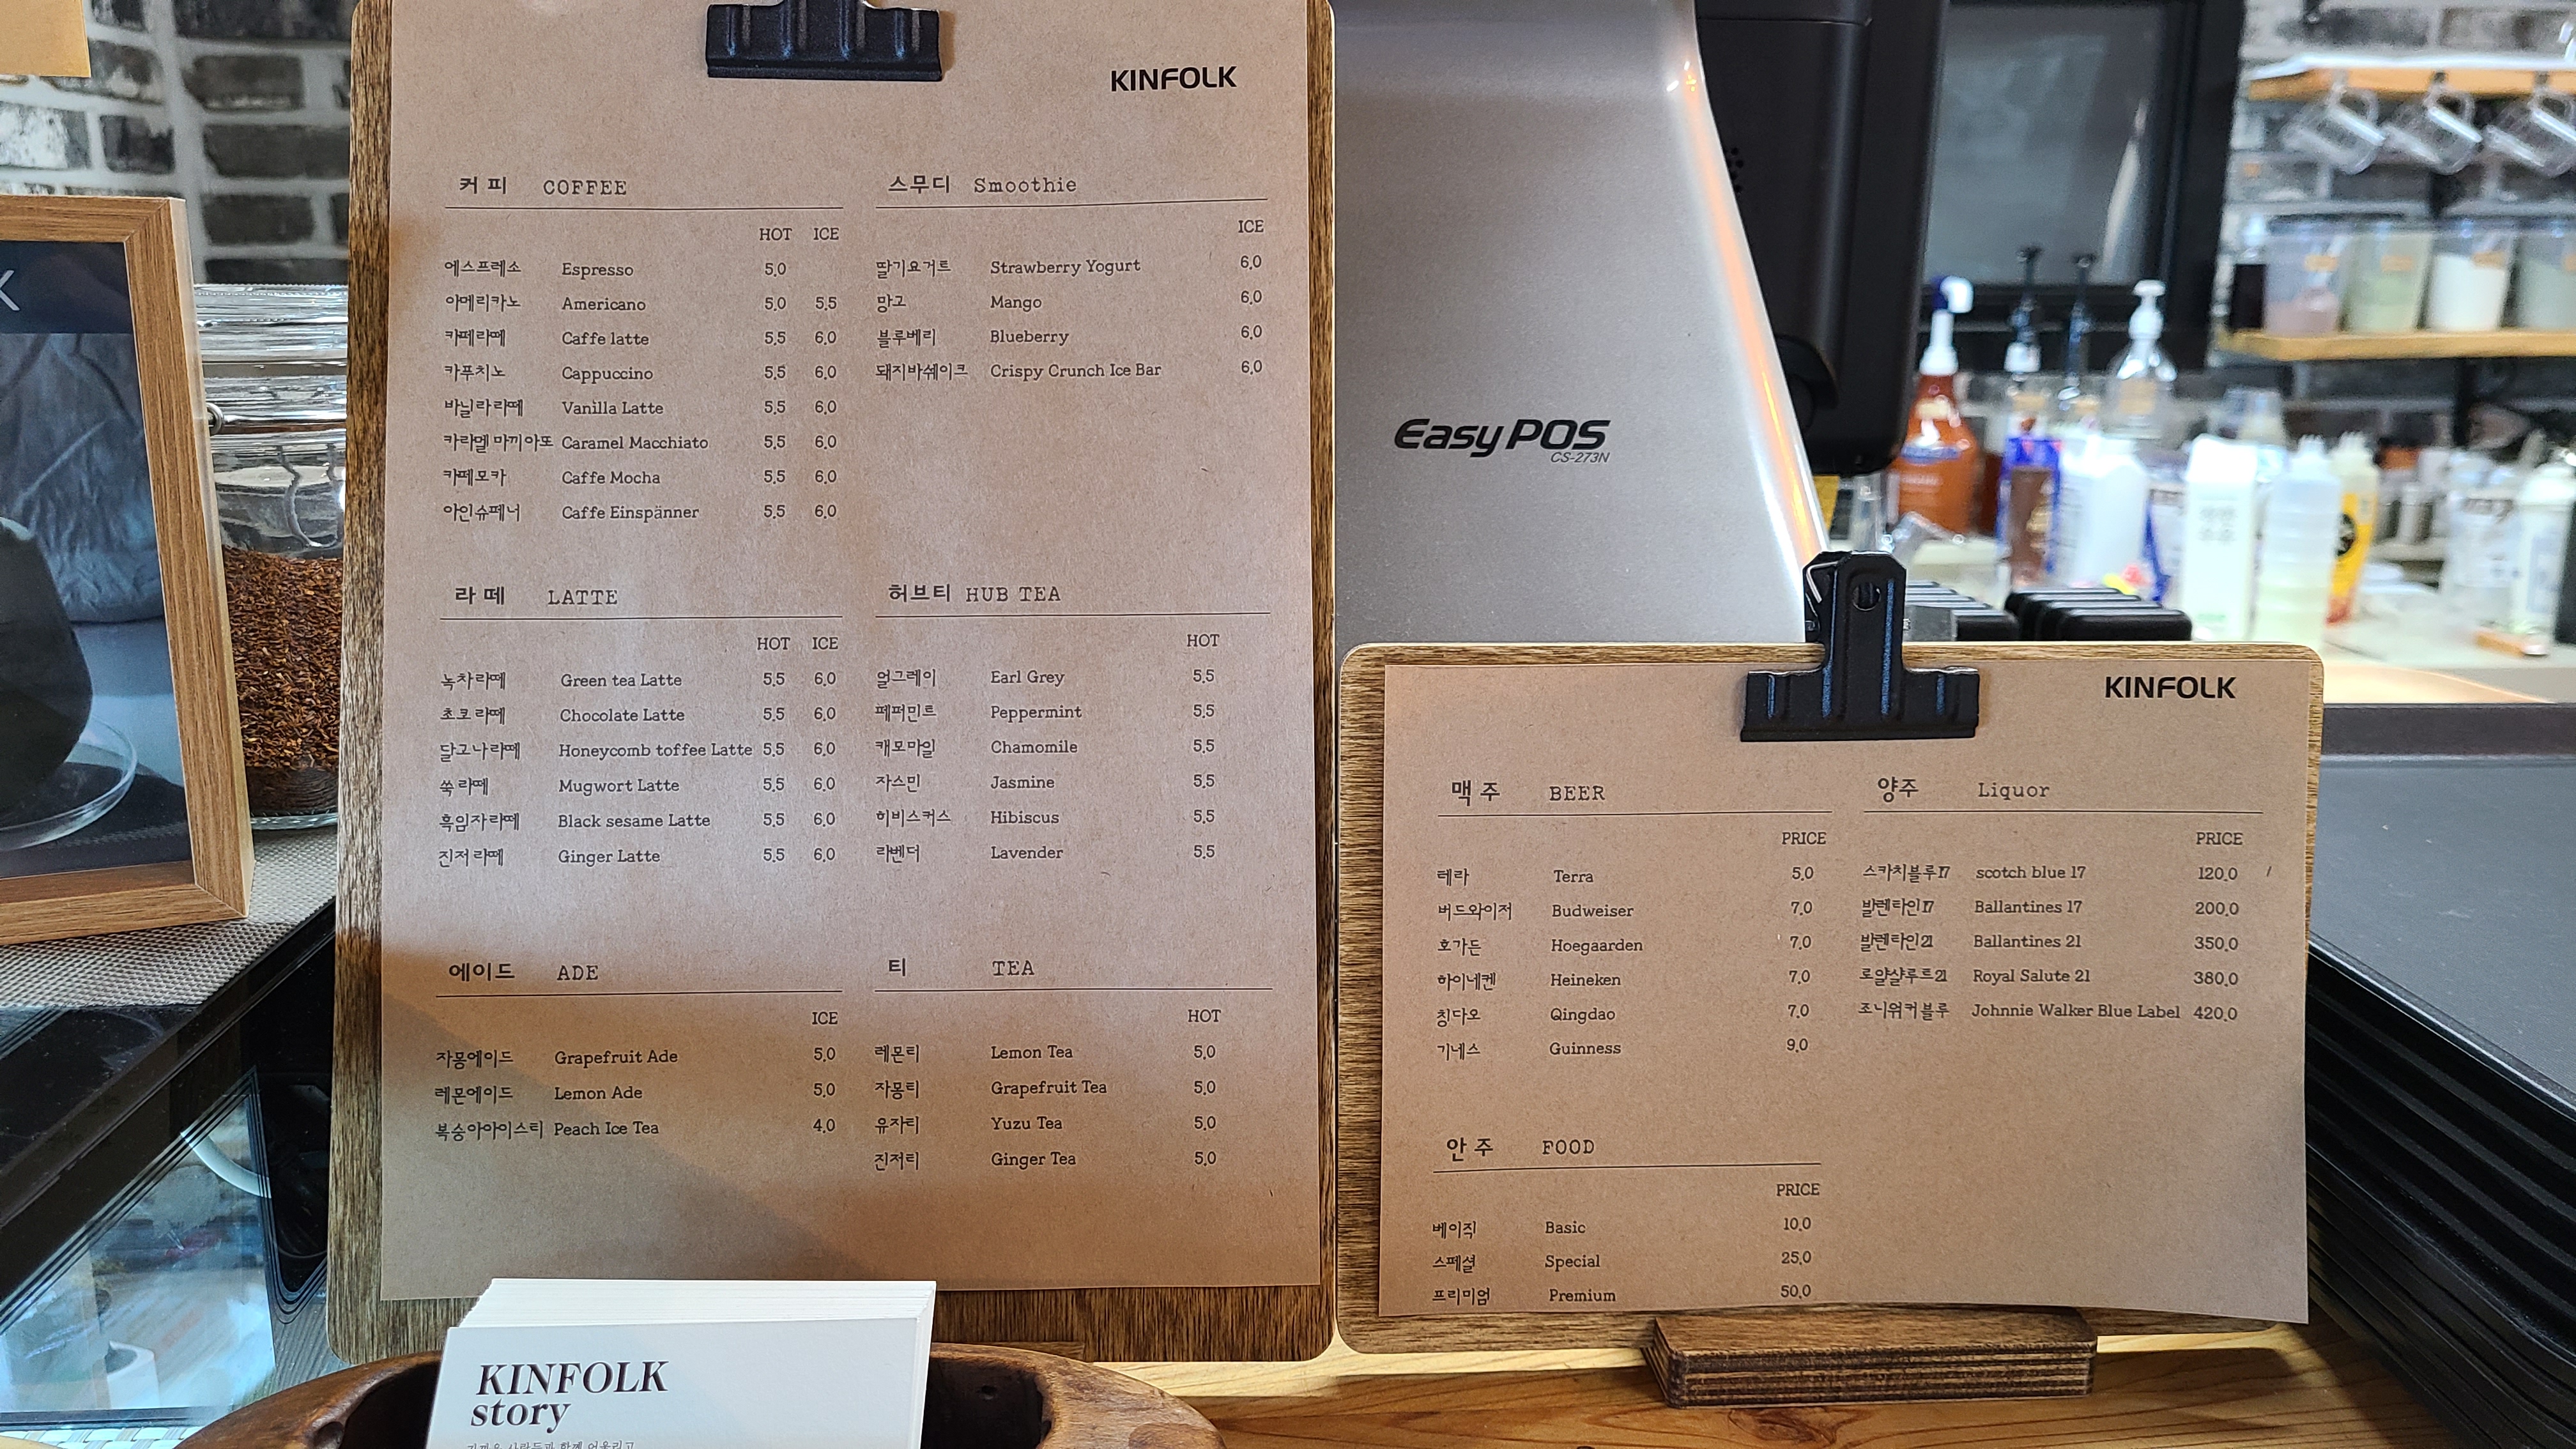 KINFOLK
커피 COFFEE
HOT ICE
에스프레소 Espresso 5.0
아메리카노 Americano 5.0 5.5
카페라떼 Caffe latte 5.5 6.0
카푸치노 Cappuccino 5.5 6.0
바닐라라떼 Vanilla Latte 5.5 6.0
카라멜 마끼아또 Caramel Macchiato 5.5 6.0
카페모카 Caffe Mocha 5.5 6.0
아인슈페너 Caffe Einspänner 5.5 6.0
스무디 Smoothie
ICE
딸기요거트 Strawberry Yogurt 6.0
망고 Mango 6.0
블루베리 Blueberry 6.0
돼지바쉐이크 Crispy Crunch Ice Bar 6.0
라떼 LATTE
HOT ICE
녹차라떼 Green tea Latte 5.5 6.0
초코라떼 Chocolate Latte 5.5 6.0
달고나라떼 Honeycomb toffee Latte 5.5 6.0
쑥라떼 Mugwort Latte 5.5 6.0
흑임자라떼 Black sesame Latte 5.5 6.0
진저라떼 Ginger Latte 5.5 6.0
허브티 HUB TEA
HOT
얼그레이 Earl Grey 5.5
페퍼민트 Peppermint 5.5
캐모마일 Chamomile 5.5
자스민 Jasmine 5.5
히비스커스 Hibiscus 5.5
라벤더 Lavender 5.5
에이드 ADE
ICE
자몽에이드 Grapefruit Ade 5.0
레몬에이드 Lemon Ade 5.0
복숭아아이스티 Peach Ice Tea 4.0
티 TEA
HOT
레몬티 Lemon Tea 5.0
자몽티 Grapefruit Tea 5.0
유자티 Yuzu Tea 5.0
진저티 Ginger Tea 5.0
Easy POS
CS-273N
KINFOLK
맥주 BEER
PRICE
테라 Terra 5.0
버드와이저 Budweiser 7.0
호가든 Hoegaarden 7.0
하이네켄 Heineken 7.0
칭다오 Qingdao 7.0
기네스 Guinness 9.0
양주 Liquor
PRICE
스카치블루17 scotch blue 17 120.0
발렌타인17 Ballantines 17 200.0
발렌타인21 Ballantines 21 350.0
로얄샬루트21 Royal Salute 21 380.0
조니워커블루 Johnnie Walker Blue Label 420.0
안주 FOOD
PRICE
베이직 Basic 10.0
스페셜 Special 25.0
프리미엄 Premium 50.0
KINFOLK
story